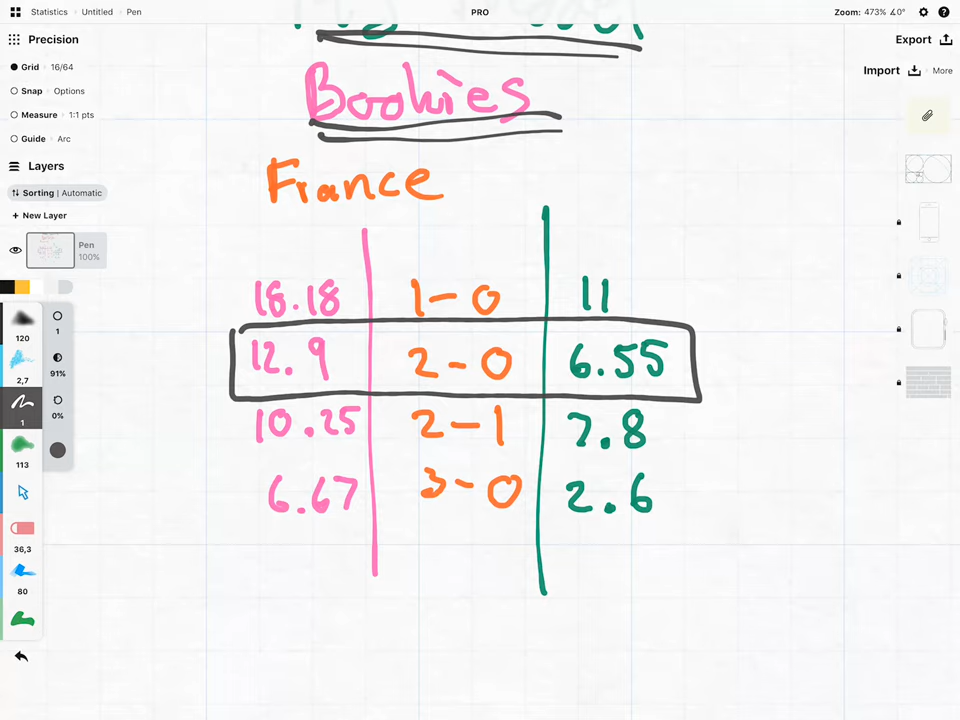 Statistics Untitled Pen
PRO
Zoom: 473% ∡0°
Precision
Export
Grid 16/64
Import More
Snap Options
Measure 1:1 pts
Guide Arc
Layers
Sorting | Automatic
+ New Layer
Pen
100%
120
1
2,7
91%
1
0%
113
36,3
80
Bookies
France
18.18 1-0 11
12.9 2-0 6.55
10.25 2-1 7.8
6.67 3-0 2.6